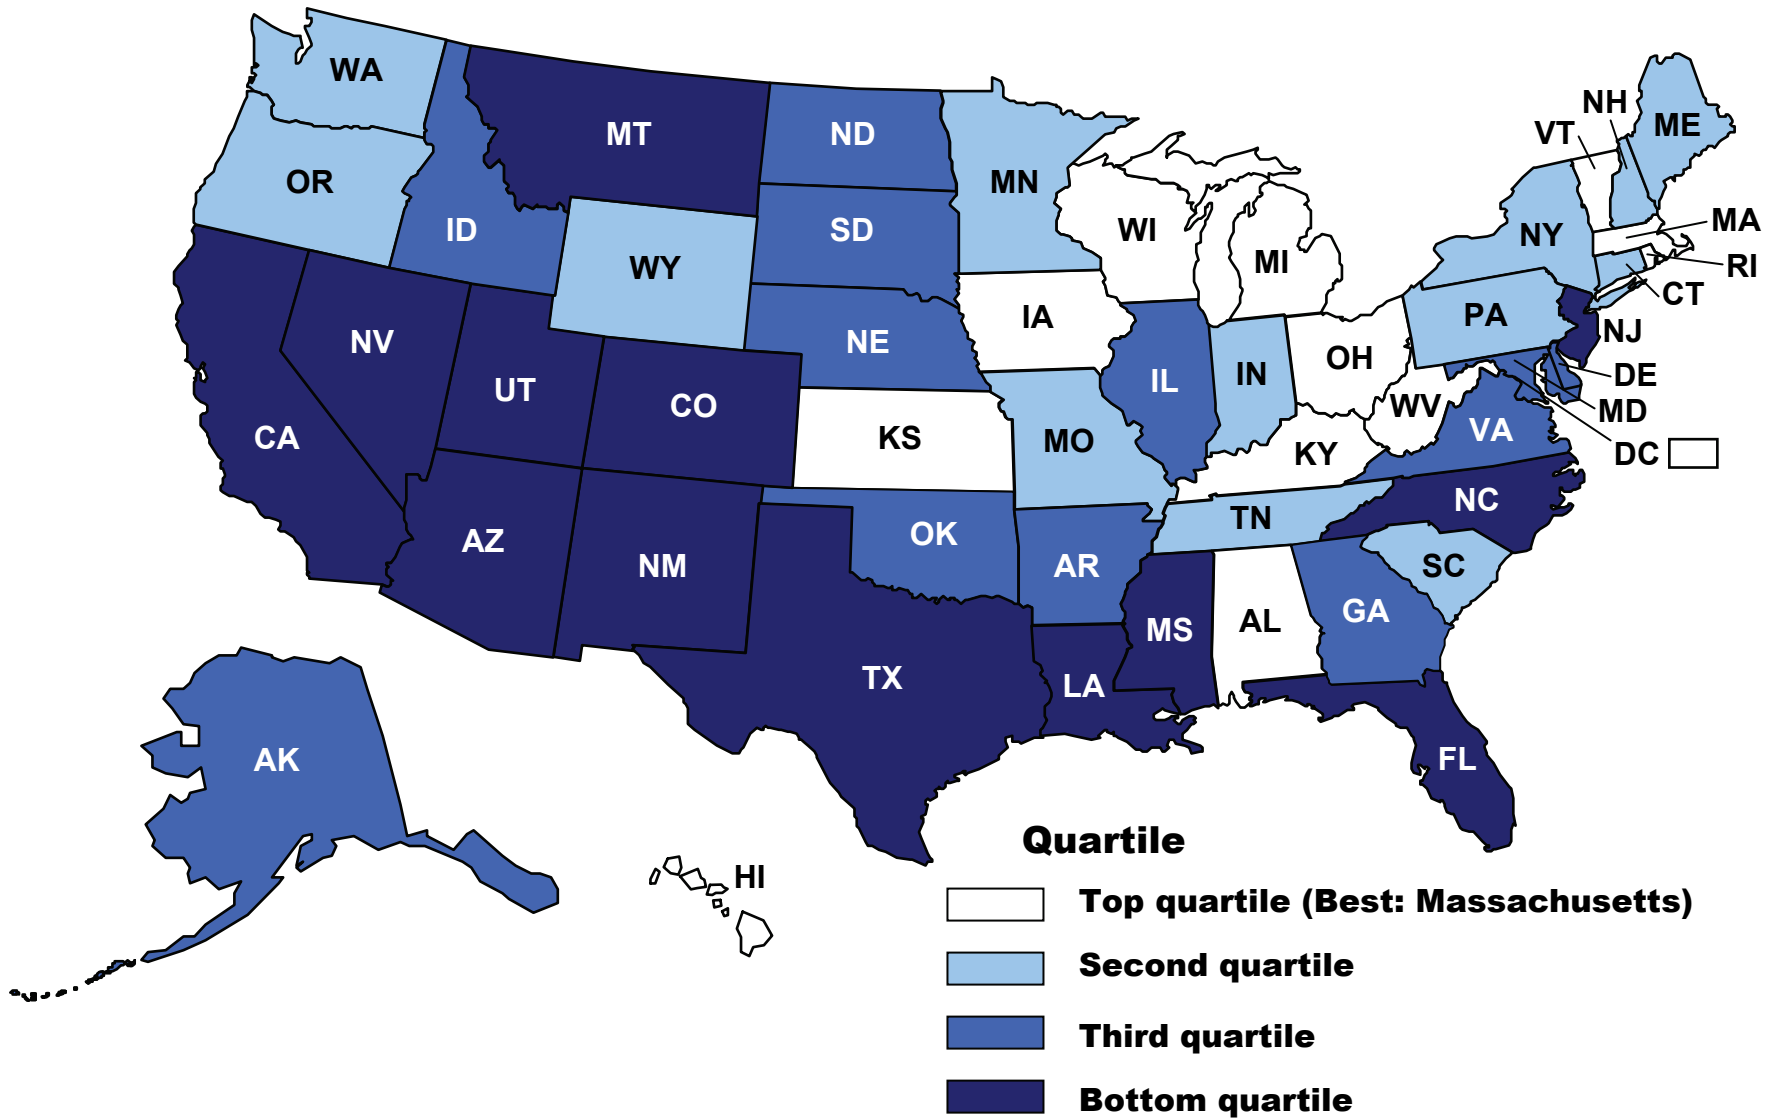 WA
MT
ND
MN
OR
ID
SD
WY
WI
MI
NH
VT
ME
NY
MA
RI
CT
NV
UT
CO
NE
IA
IL
IN
OH
PA
NJ
DE
MD
DC
CA
KS
MO
KY
WV
VA
AZ
NM
OK
AR
TN
NC
SC
TX
LA
MS
AL
GA
FL
AK
HI
Quartile
Top quartile (Best: Massachusetts)
Second quartile
Third quartile
Bottom quartile